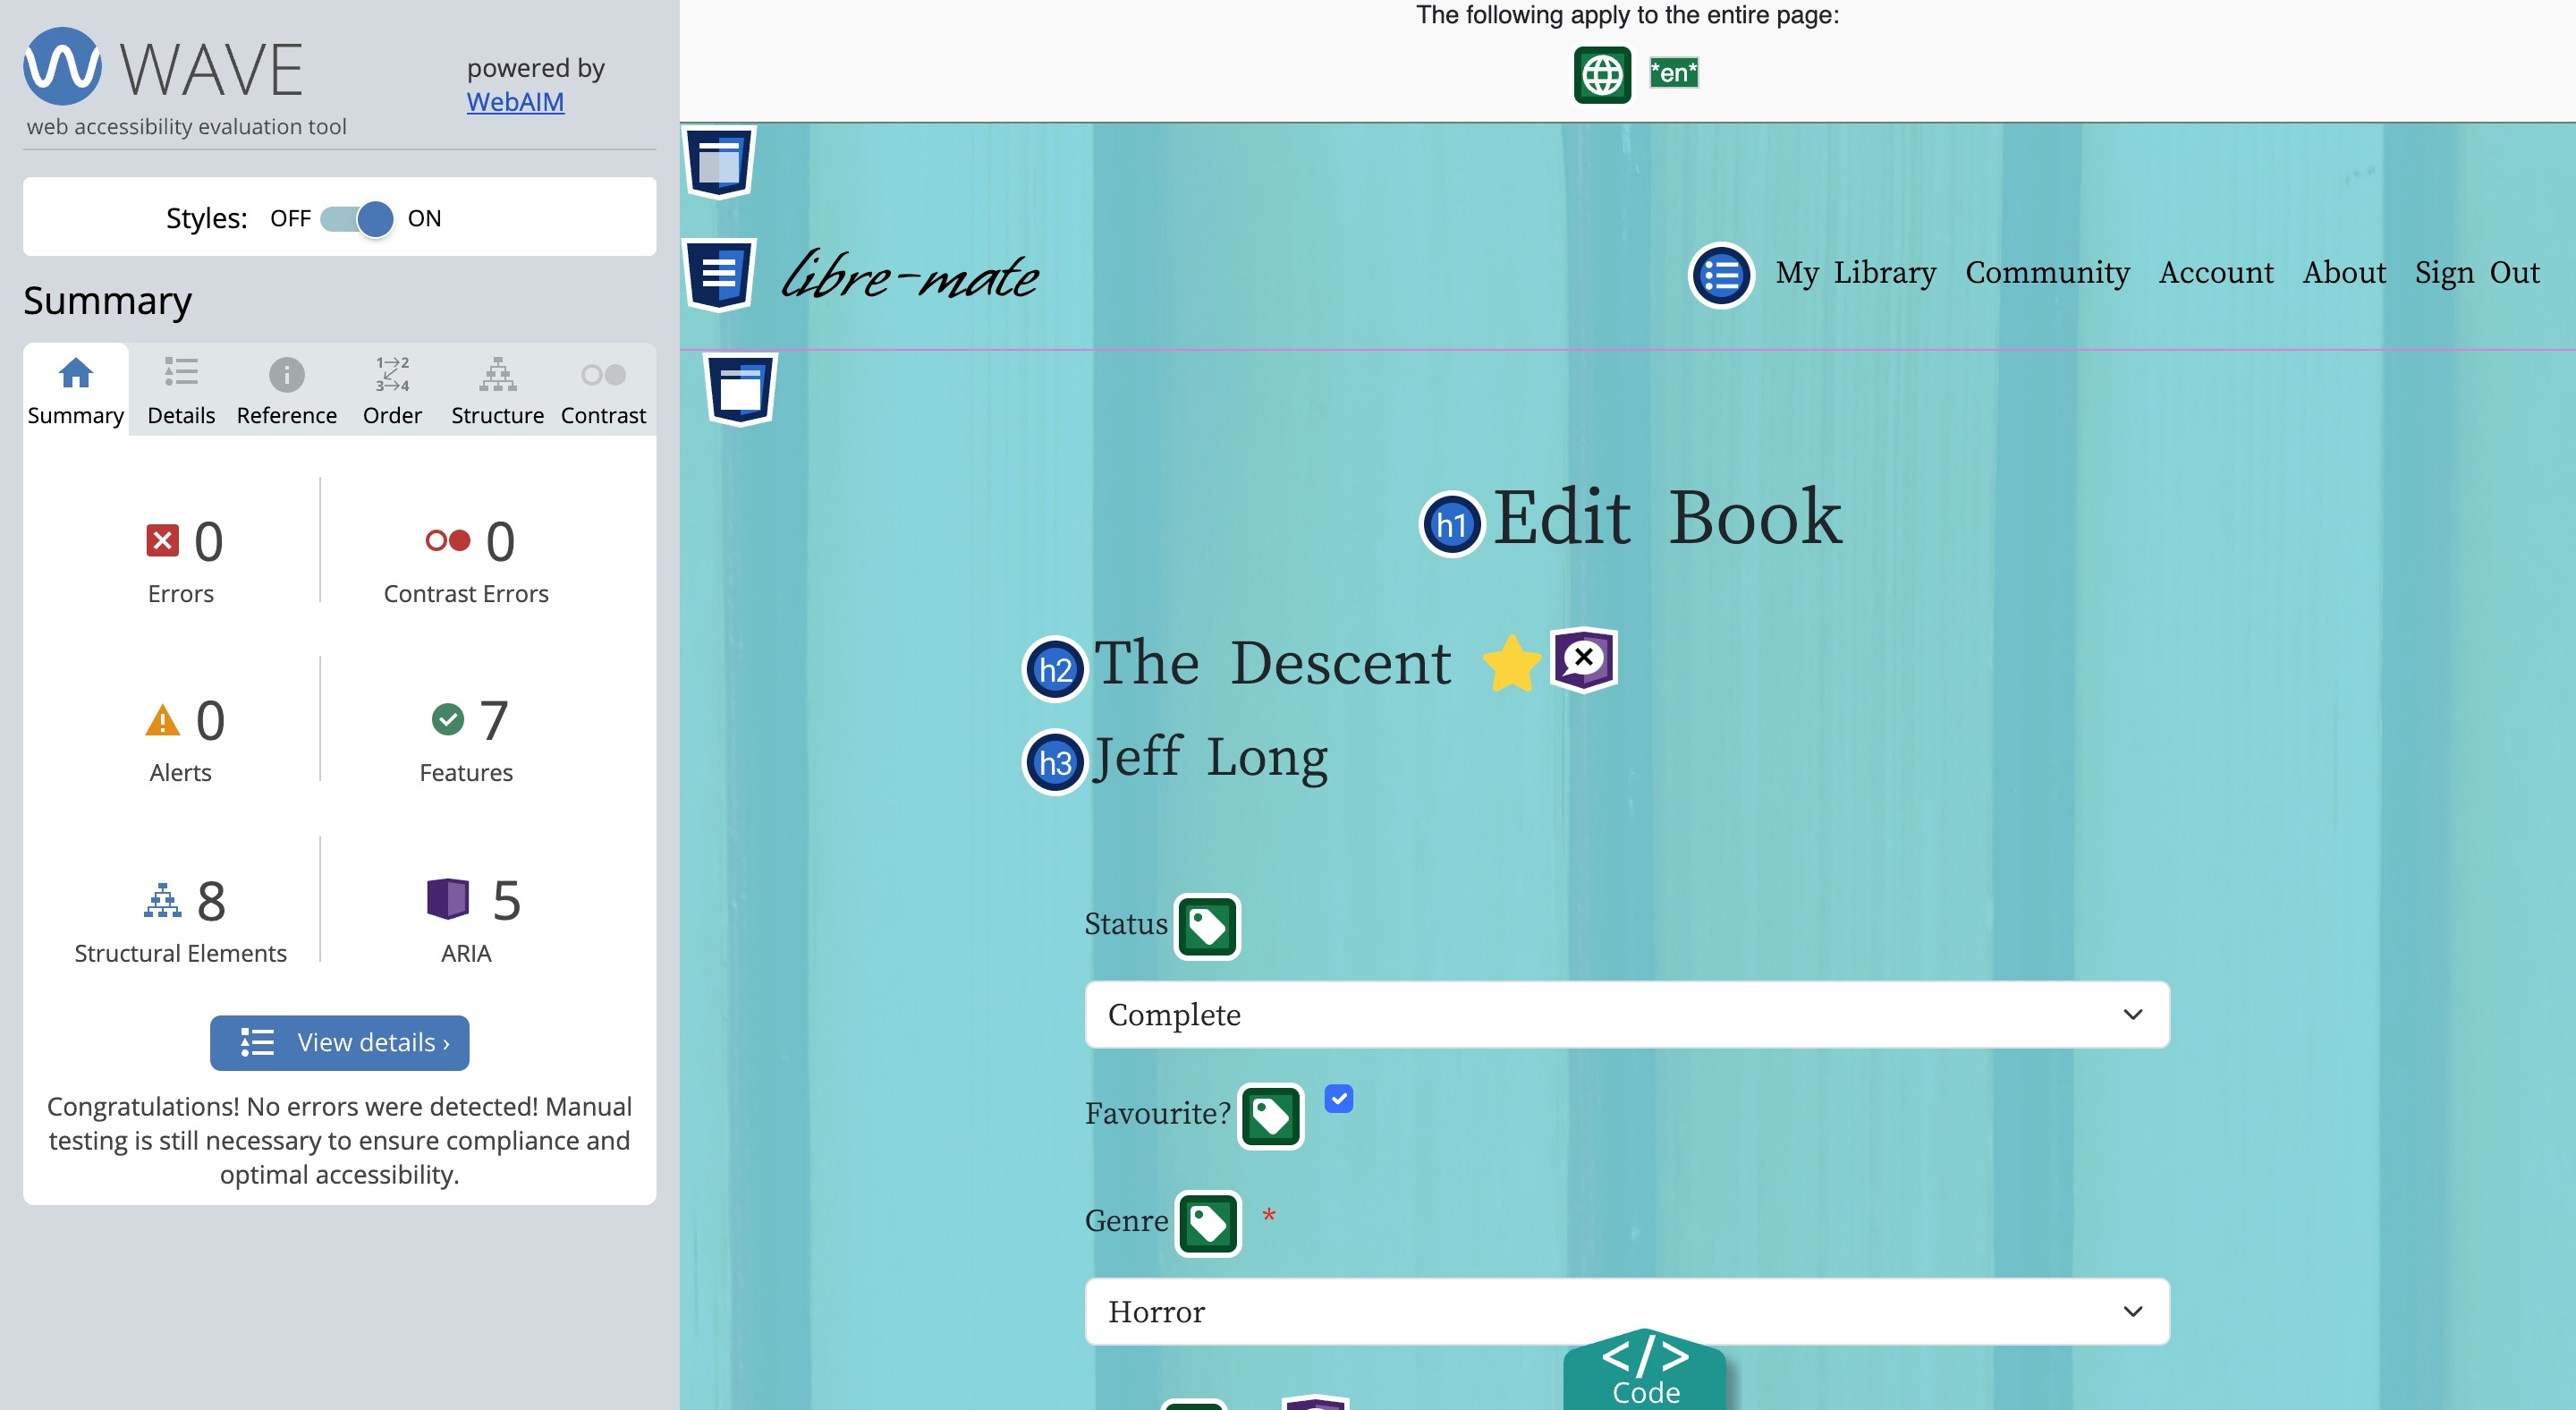 WAVE
powered by
WebAIM
web accessibility evaluation tool
Styles: OFF ON
Summary
1→2
3→4
Summary Details Reference Order Structure Contrast
0 0
Errors Contrast Errors
0 7
Alerts Features
8 5
Structural Elements ARIA
View details ›
Congratulations! No errors were detected! Manual
testing is still necessary to ensure compliance and
optimal accessibility.
The following apply to the entire page:
*en*
libre-mate
My Library Community Account About Sign Out
h1 Edit Book
h2 The Descent
h3 Jeff Long
Status
Complete
Favourite?
Genre *
Horror
</>
Code